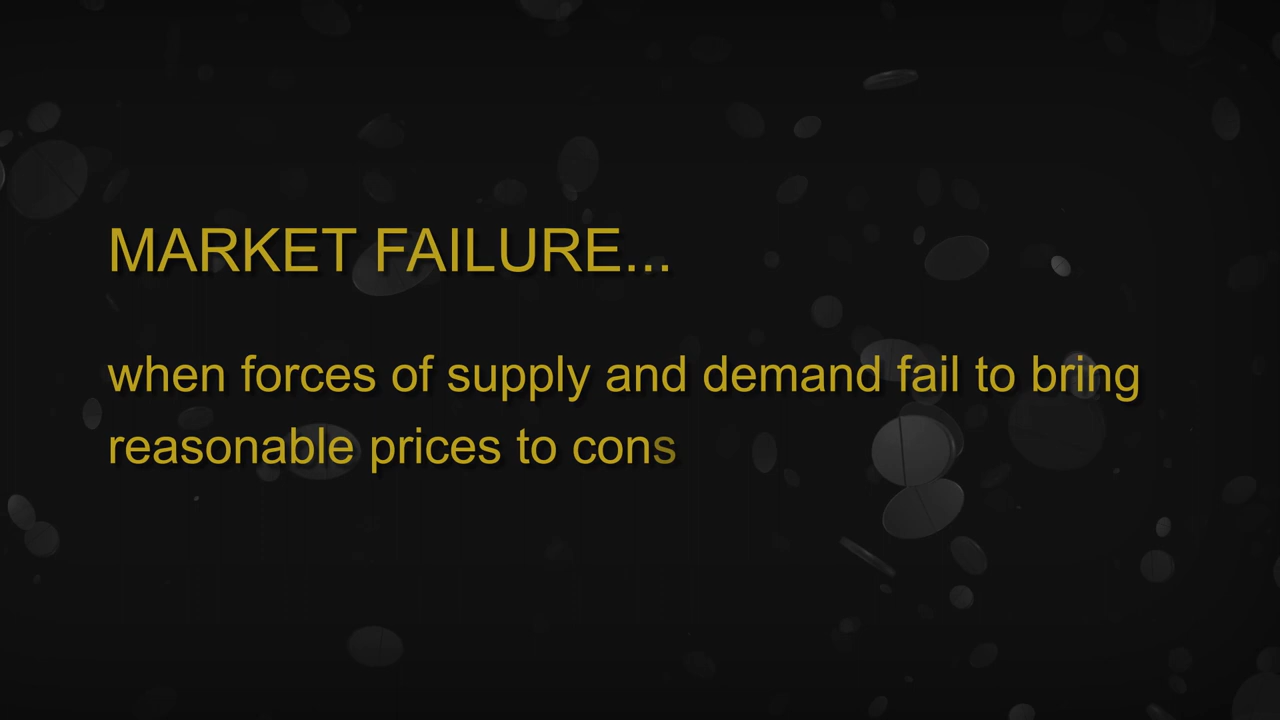 MARKET FAILURE...
when forces of supply and demand fail to bring
reasonable prices to cons